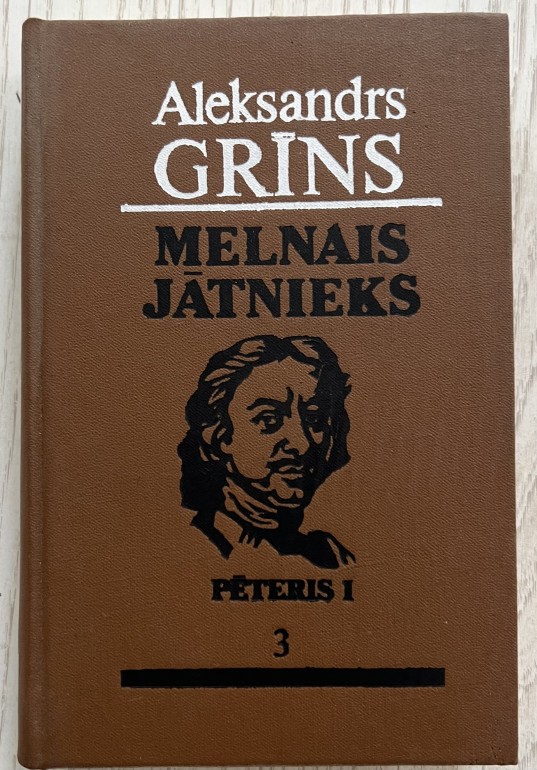 Aleksandrs
GRĪNS
MELNAIS
JĀTNIEKS
PĒTERIS I
3